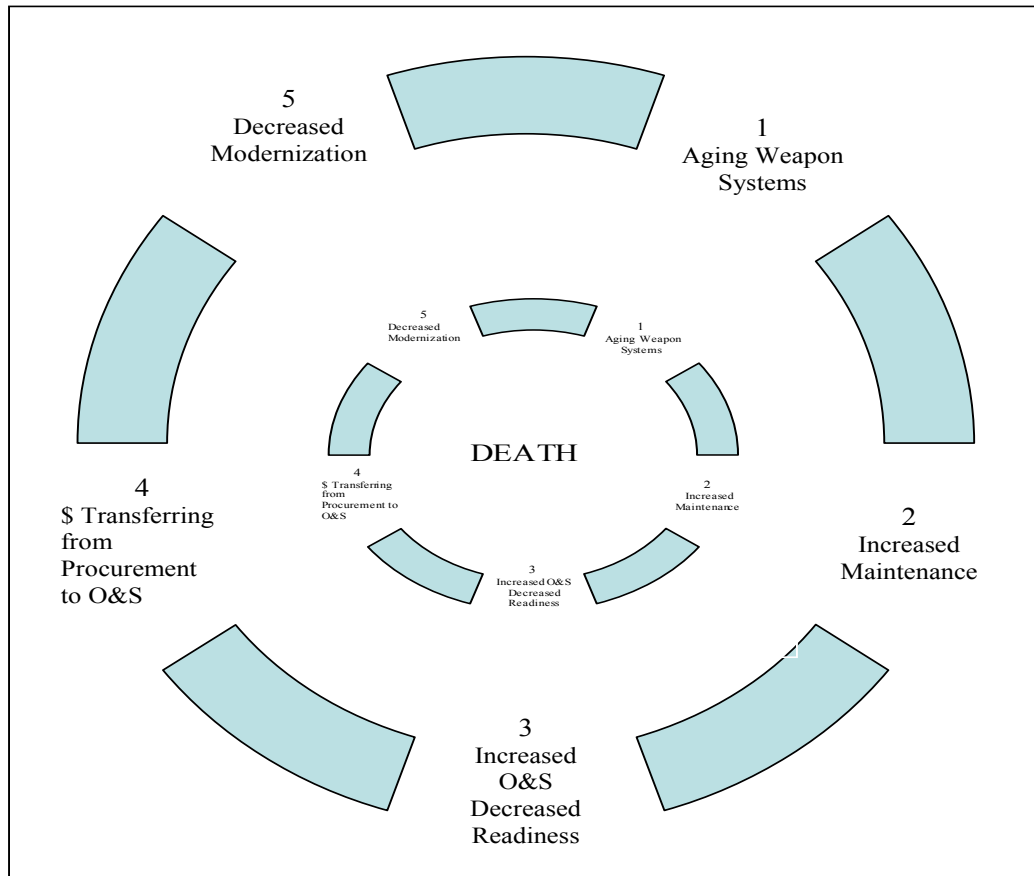 5
Decreased
Modernization
1
Aging Weapon
Systems
5
Decreased
Modernization
1
Aging Weapon
Systems
DEATH
4
$ Transferring
from
Procurement to
O&S
2
Increased
Maintenance
4
$ Transferring
from
Procurement
to O&S
2
Increased
Maintenance
3
Increased O&S
Decreased
Readiness
3
Increased
O&S
Decreased
Readiness